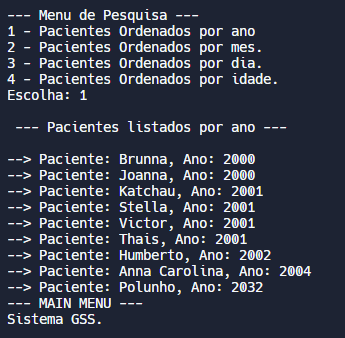 --- Menu de Pesquisa ---
1 - Pacientes Ordenados por ano
2 - Pacientes Ordenados por mes.
3 - Pacientes Ordenados por dia.
4 - Pacientes Ordenados por idade.
Escolha: 1
--- Pacientes listados por ano ---
--> Paciente: Brunna, Ano: 2000
--> Paciente: Joanna, Ano: 2000
--> Paciente: Katchau, Ano: 2001
--> Paciente: Stella, Ano: 2001
--> Paciente: Victor, Ano: 2001
--> Paciente: Thais, Ano: 2001
--> Paciente: Humberto, Ano: 2002
--> Paciente: Anna Carolina, Ano: 2004
--> Paciente: Polunho, Ano: 2032
--- MAIN MENU ---
Sistema GSS.